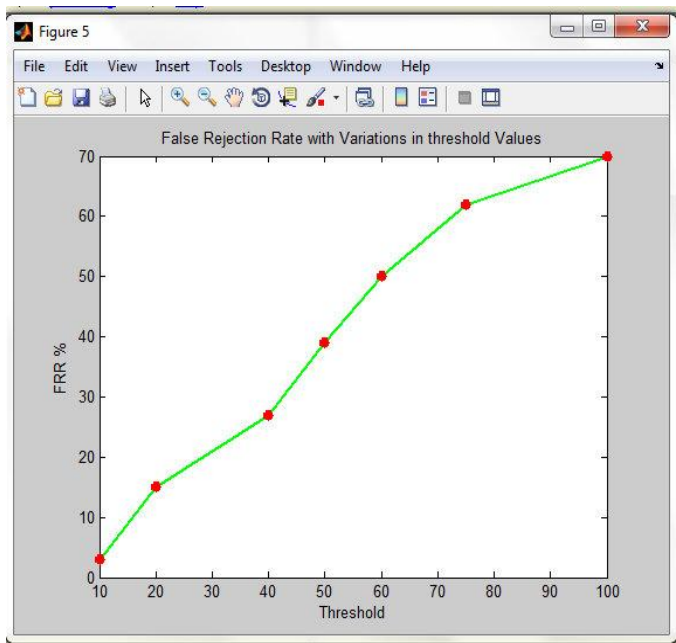 Figure 5
File Edit View Insert Tools Desktop Window Help
False Rejection Rate with Variations in threshold Values
70
60
50
40
30
20
10
0
FRR %
10 20 30 40 50 60 70 80 90 100
Threshold